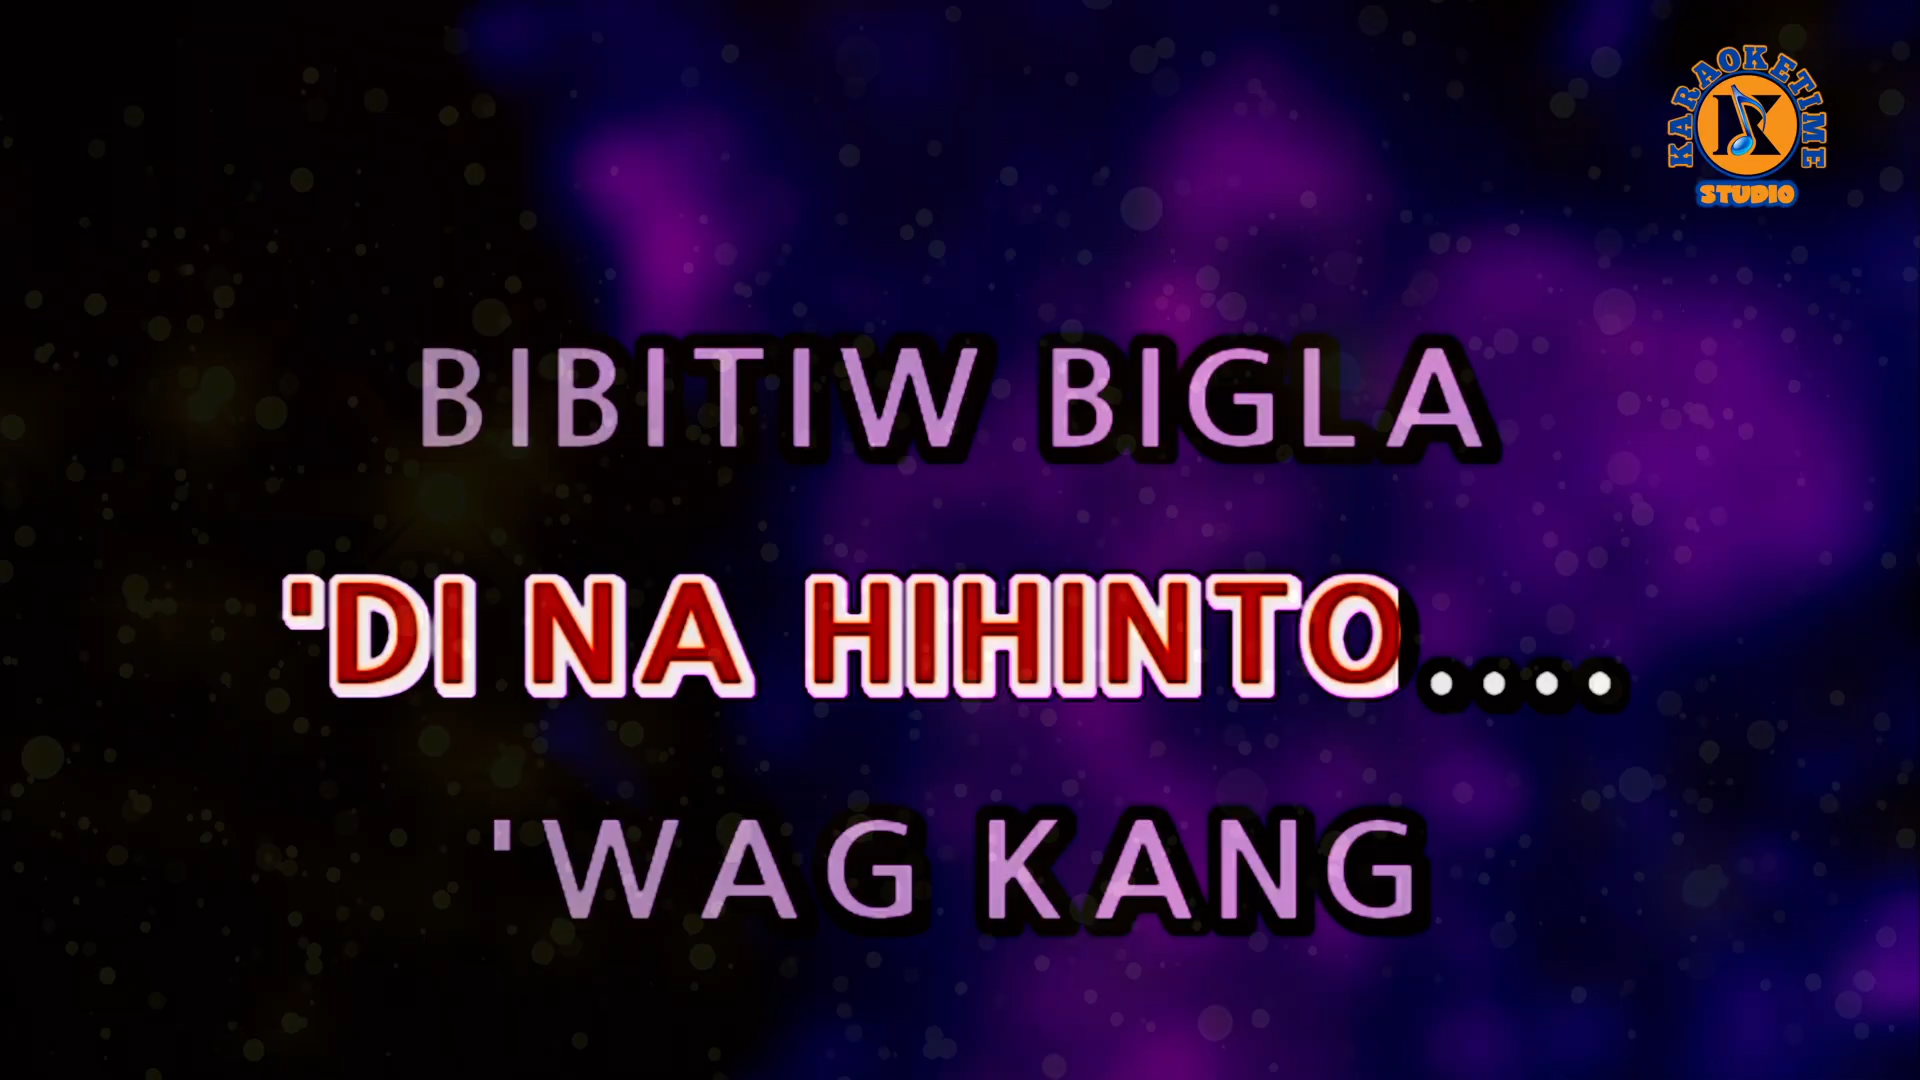 KARAOKETIME
K
STUDIO
BIBITIW BIGLA
'DI NA HIHINTO....
'WAG KANG